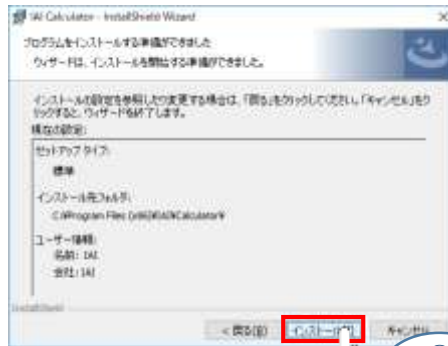 IAI Calculator - InstallShield Wizard
プログラムをインストールする準備ができました
ウィザードは、インストールを開始する準備ができました。
インストールの設定を参照したり変更する場合は、「戻る」をクリックしてください。「キャンセル」をク
リックすると、ウィザードを終了します。
現在の設定:
セットアップ タイプ:
標準
インストール先フォルダ:
C:¥Program Files (x86)¥IAI¥Calculator¥
ユーザー情報:
名前: IAI
会社: IAI
InstallShield
< 戻る(B)
インストール(I)
キャンセル